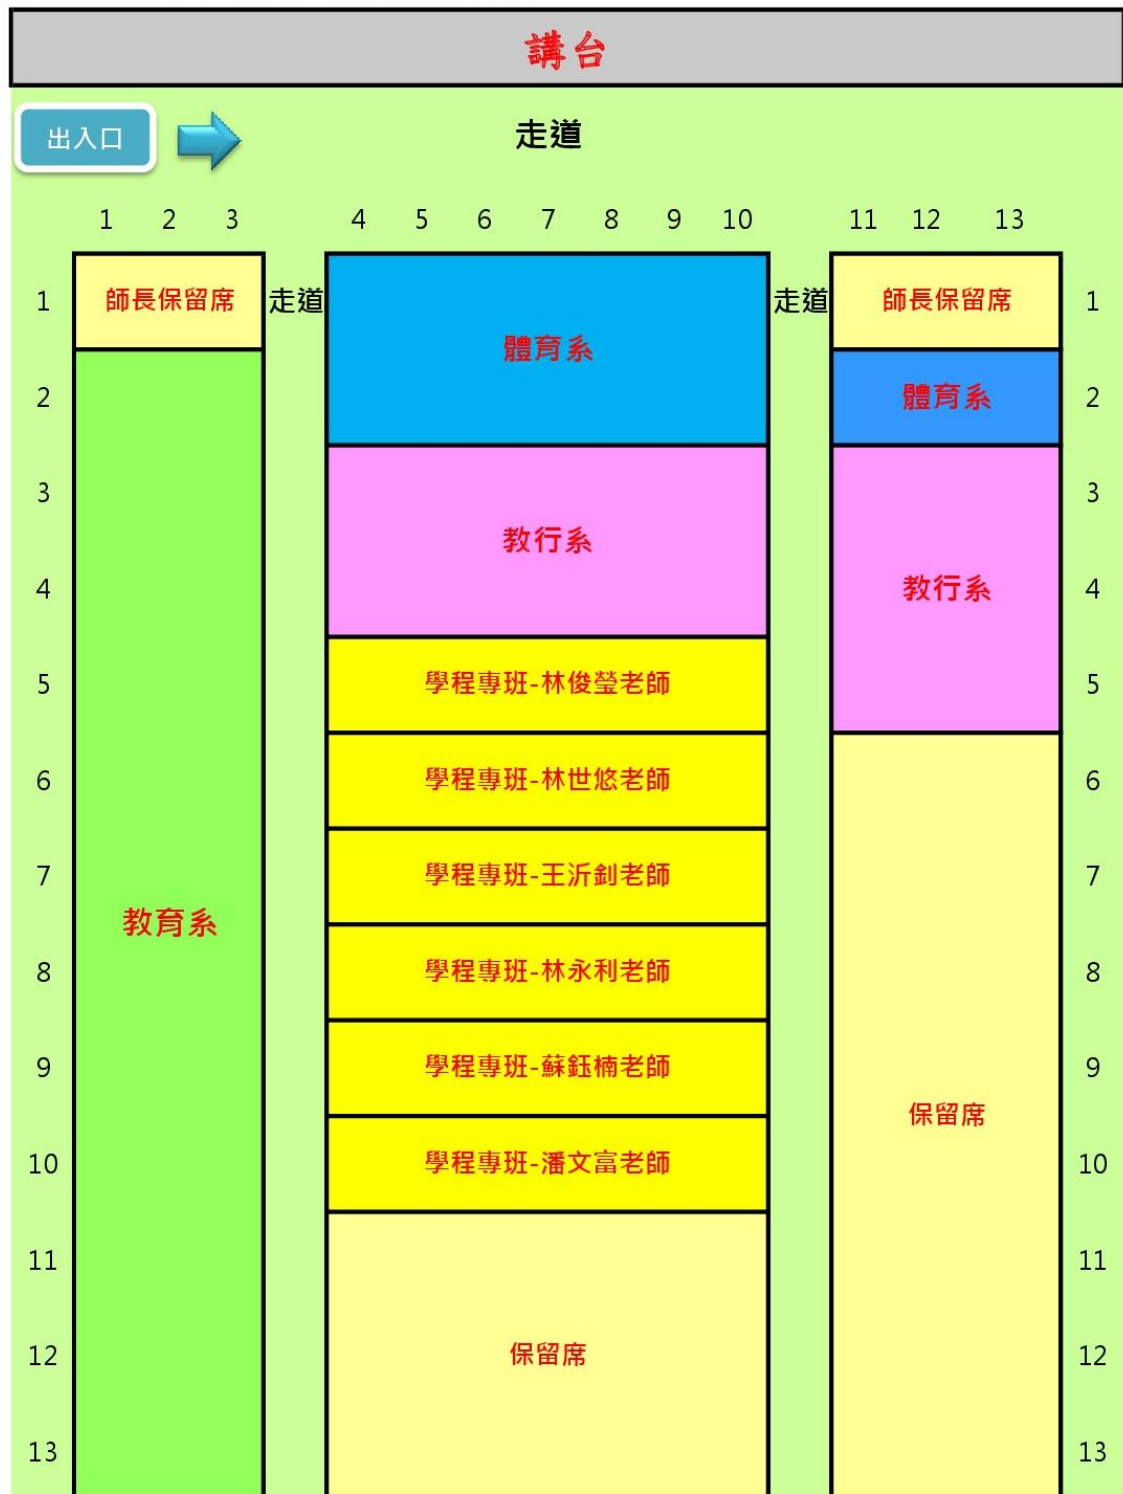 講台
出入口 走道
1 2 3 4 5 6 7 8 9 10 11 12 13
1 師長保留席 走道 走道 師長保留席 1
體育系
2 體育系 2
3 3
教行系
4 教行系 4
5 學程專班-林俊瑩老師 5
6 學程專班-林世悠老師 6
7 學程專班-王沂釗老師 7
教育系
8 學程專班-林永利老師 8
9 學程專班-蘇鈺楠老師 9
保留席
10 學程專班-潘文富老師 10
11 11
12 保留席 12
13 13